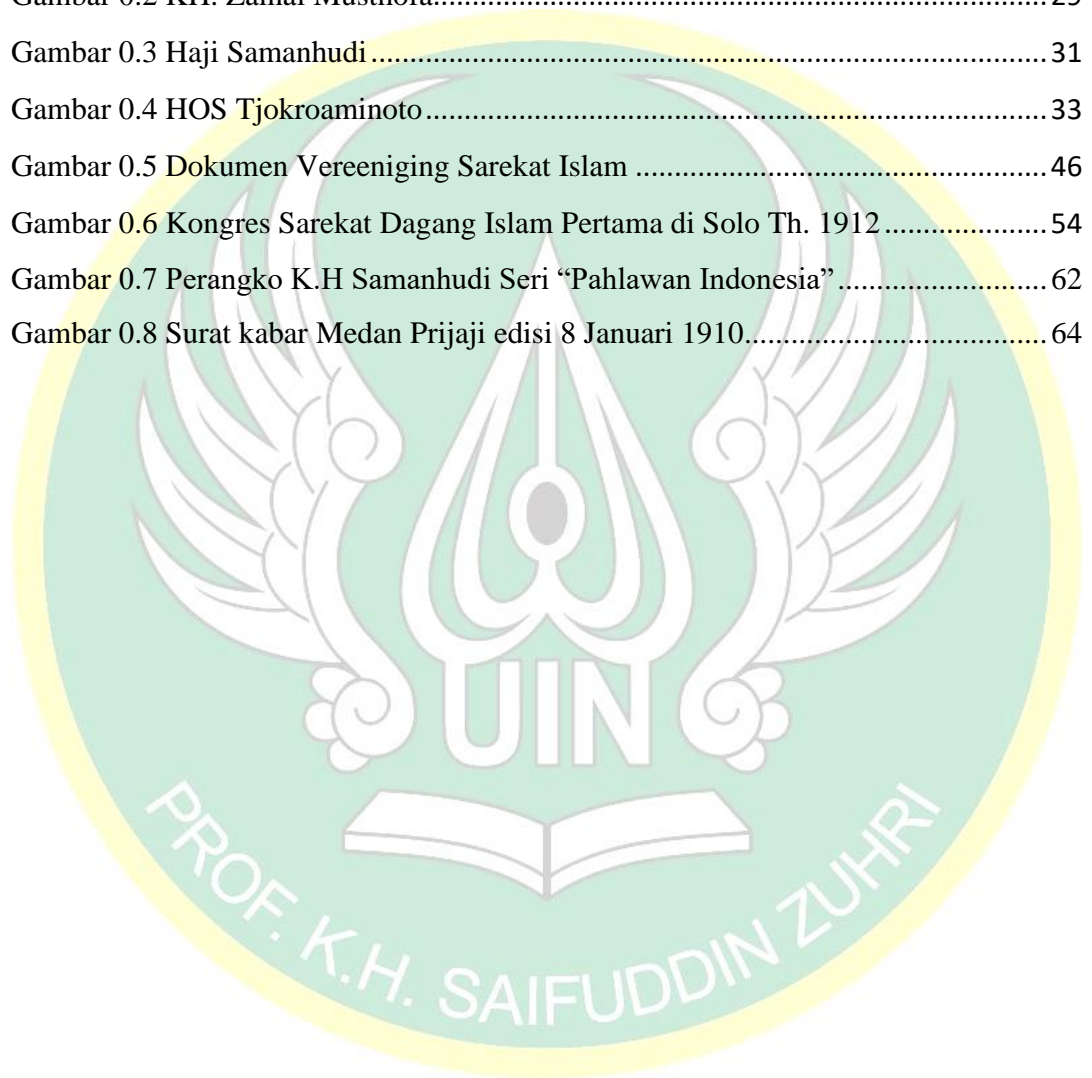 Gambar 0.3 Haji Samanhudi....................................................................................................31
Gambar 0.4 HOS Tjokroaminoto............................................................................................33
Gambar 0.5 Dokumen Vereeniging Sarekat Islam ..............................................................46
Gambar 0.6 Kongres Sarekat Dagang Islam Pertama di Solo Th. 1912........................54
Gambar 0.7 Perangko K.H Samanhudi Seri “Pahlawan Indonesia” ...............................62
Gambar 0.8 Surat kabar Medan Prijaji edisi 8 Januari 1910............................................64
UIN
PROF. K.H. SAIFUDDIN ZUHRI